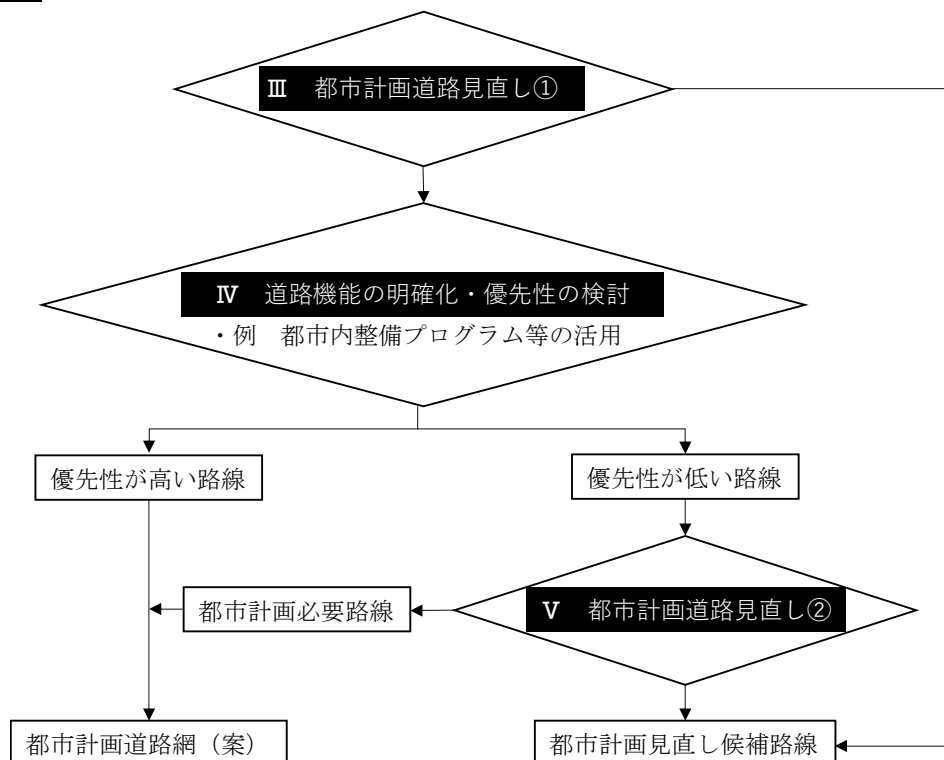 Ⅲ　都市計画道路見直し①
Ⅳ　道路機能の明確化・優先性の検討
・例　都市内整備プログラム等の活用
優先性が高い路線
優先性が低い路線
都市計画必要路線
Ⅴ　都市計画道路見直し②
都市計画道路網（案）
都市計画見直し候補路線